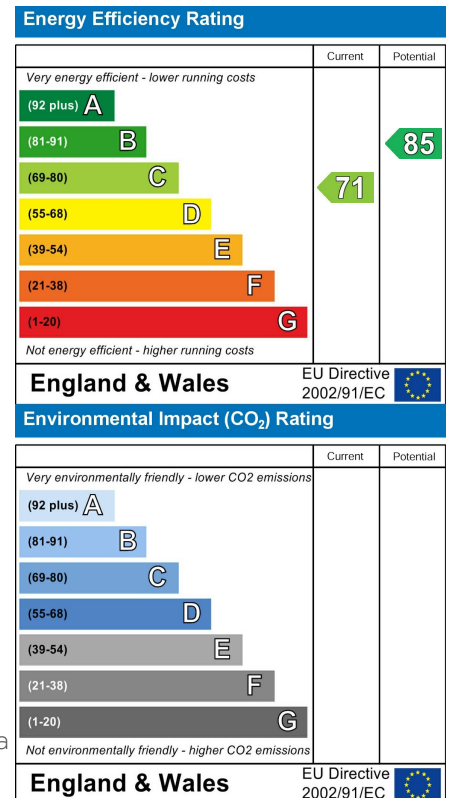 Energy Efficiency Rating
Current Potential
Very energy efficient - lower running costs
(92 plus) A
(81-91) B
85
(69-80) C
71
(55-68) D
(39-54) E
(21-38) F
(1-20) G
Not energy efficient - higher running costs
England & Wales
EU Directive
2002/91/EC
Environmental Impact (CO₂) Rating
Current Potential
Very environmentally friendly - lower CO2 emissions
(92 plus) A
(81-91) B
(69-80) C
(55-68) D
(39-54) E
(21-38) F
(1-20) G
a
Not environmentally friendly - higher CO2 emissions
England & Wales
EU Directive
2002/91/EC